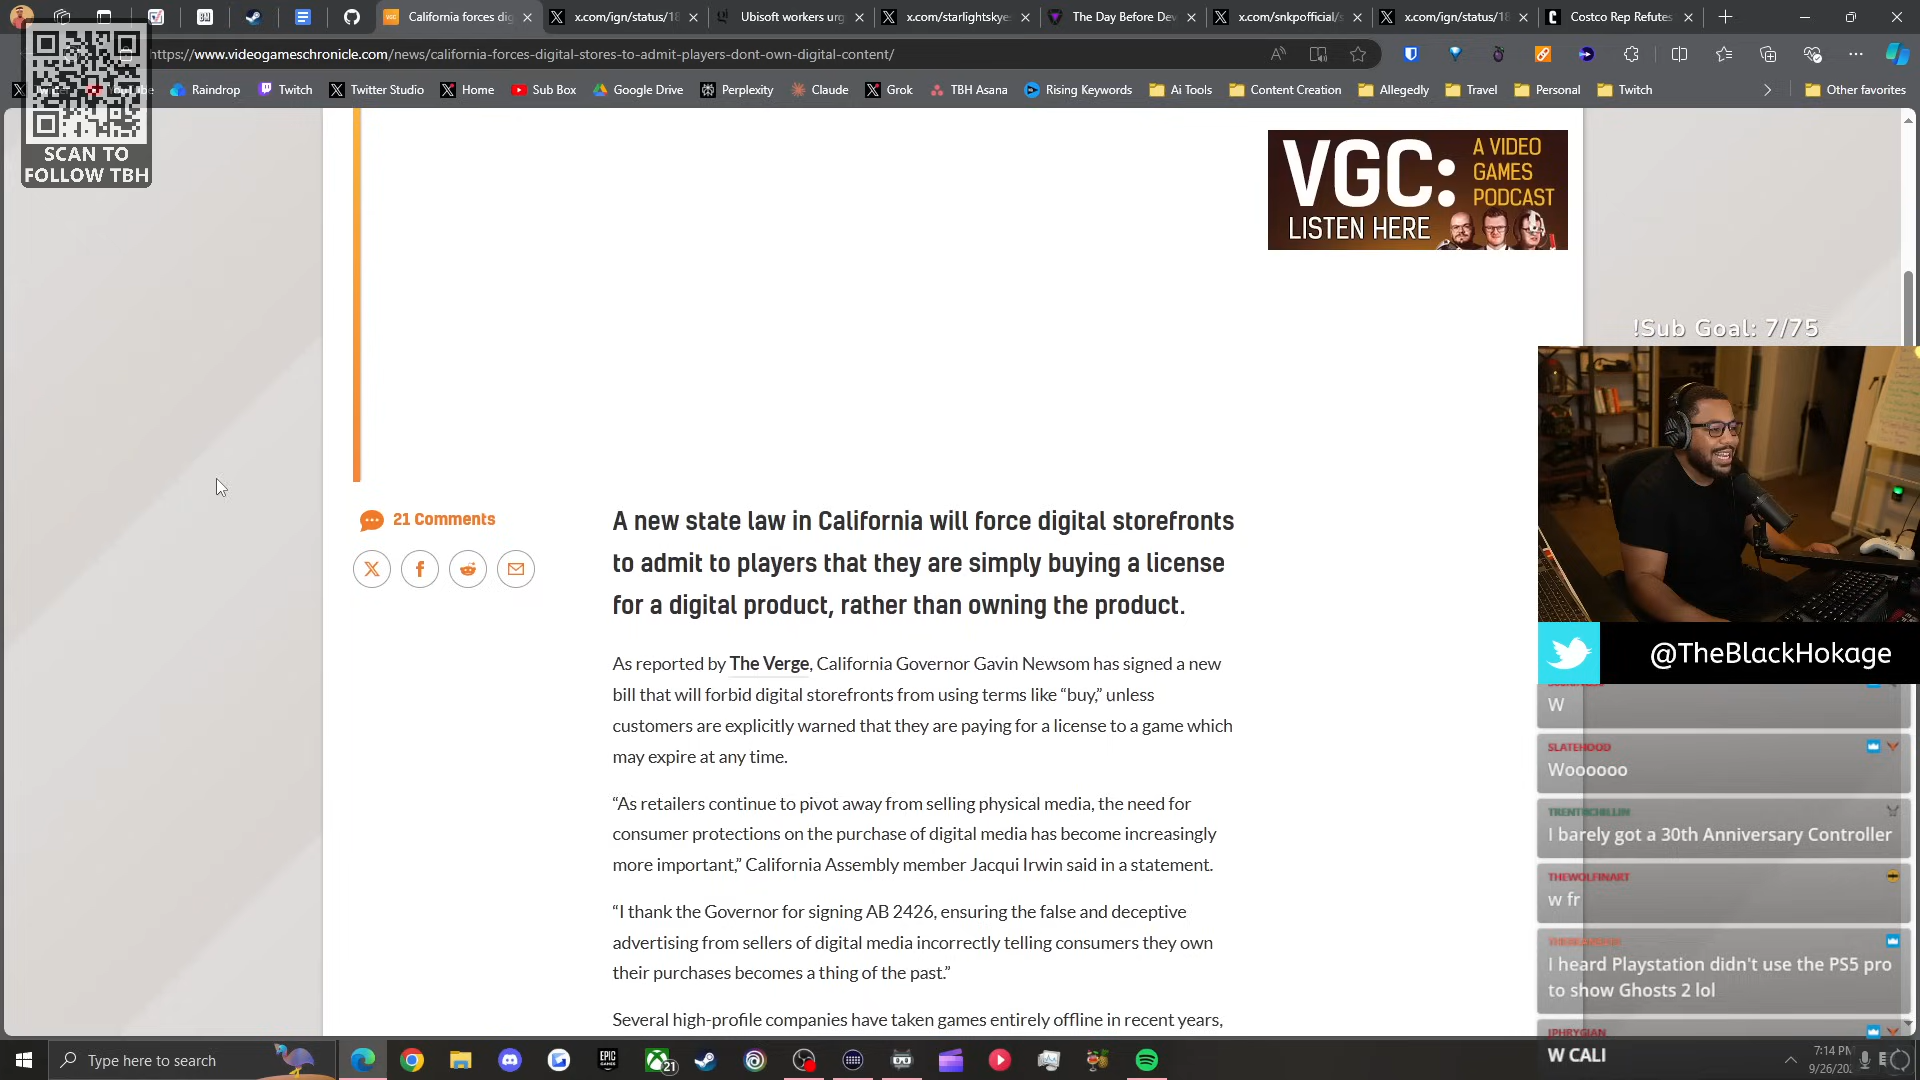 California forces dig
x.com/ign/status/18
Ubisoft workers urg
x.com/starlightskye
The Day Before Dev
x.com/snkpofficial/s
x.com/ign/status/18
Costco Rep Refutes
https://www.videogameschronicle.com/news/california-forces-digital-stores-to-admit-players-dont-own-digital-content/
Raindrop
Twitch
Twitter Studio
Home
Sub Box
Google Drive
Perplexity
Claude
Grok
TBH Asana
Rising Keywords
Ai Tools
Content Creation
Allegedly
Travel
Personal
Twitch
Other favorites
SCAN TO
FOLLOW TBH
VGC:
A VIDEO
GAMES
PODCAST
LISTEN HERE
!Sub Goal: 7/75
21 Comments
A new state law in California will force digital storefronts
to admit to players that they are simply buying a license
for a digital product, rather than owning the product.
As reported by The Verge, California Governor Gavin Newsom has signed a new
bill that will forbid digital storefronts from using terms like “buy,” unless
customers are explicitly warned that they are paying for a license to a game which
may expire at any time.
“As retailers continue to pivot away from selling physical media, the need for
consumer protections on the purchase of digital media has become increasingly
more important,” California Assembly member Jacqui Irwin said in a statement.
“I thank the Governor for signing AB 2426, ensuring the false and deceptive
advertising from sellers of digital media incorrectly telling consumers they own
their purchases becomes a thing of the past.”
Several high-profile companies have taken games entirely offline in recent years,
@TheBlackHokage
W
SLATEHOOD
Woooooo
TRENTISCHILLIN
I barely got a 30th Anniversary Controller
THEWOLFINART
w fr
I heard Playstation didn't use the PS5 pro
to show Ghosts 2 lol
IPHRYGIAN
W CALI
Type here to search
21
7:14 PM
9/26/20